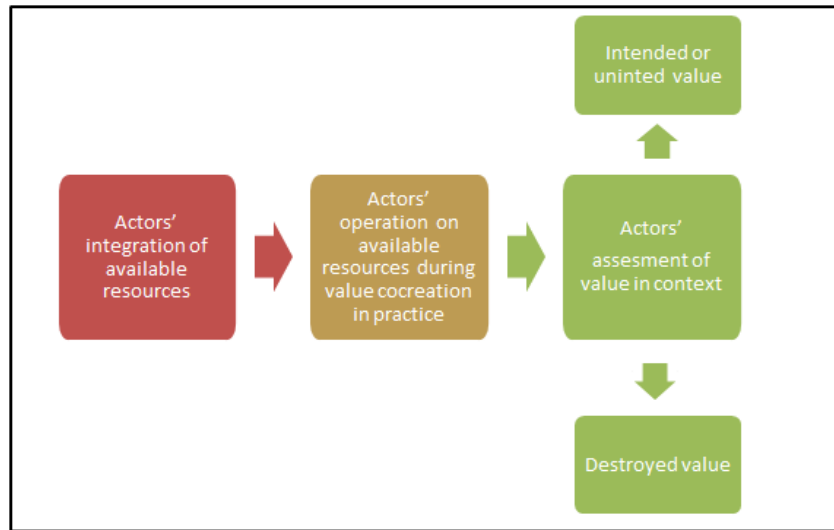 Intended or
uninted value
Actors'
integration of
available
resources
Actors'
operation on
available
resources during
value cocreation
in practice
Actors'
assesment of
value in context
Destroyed value